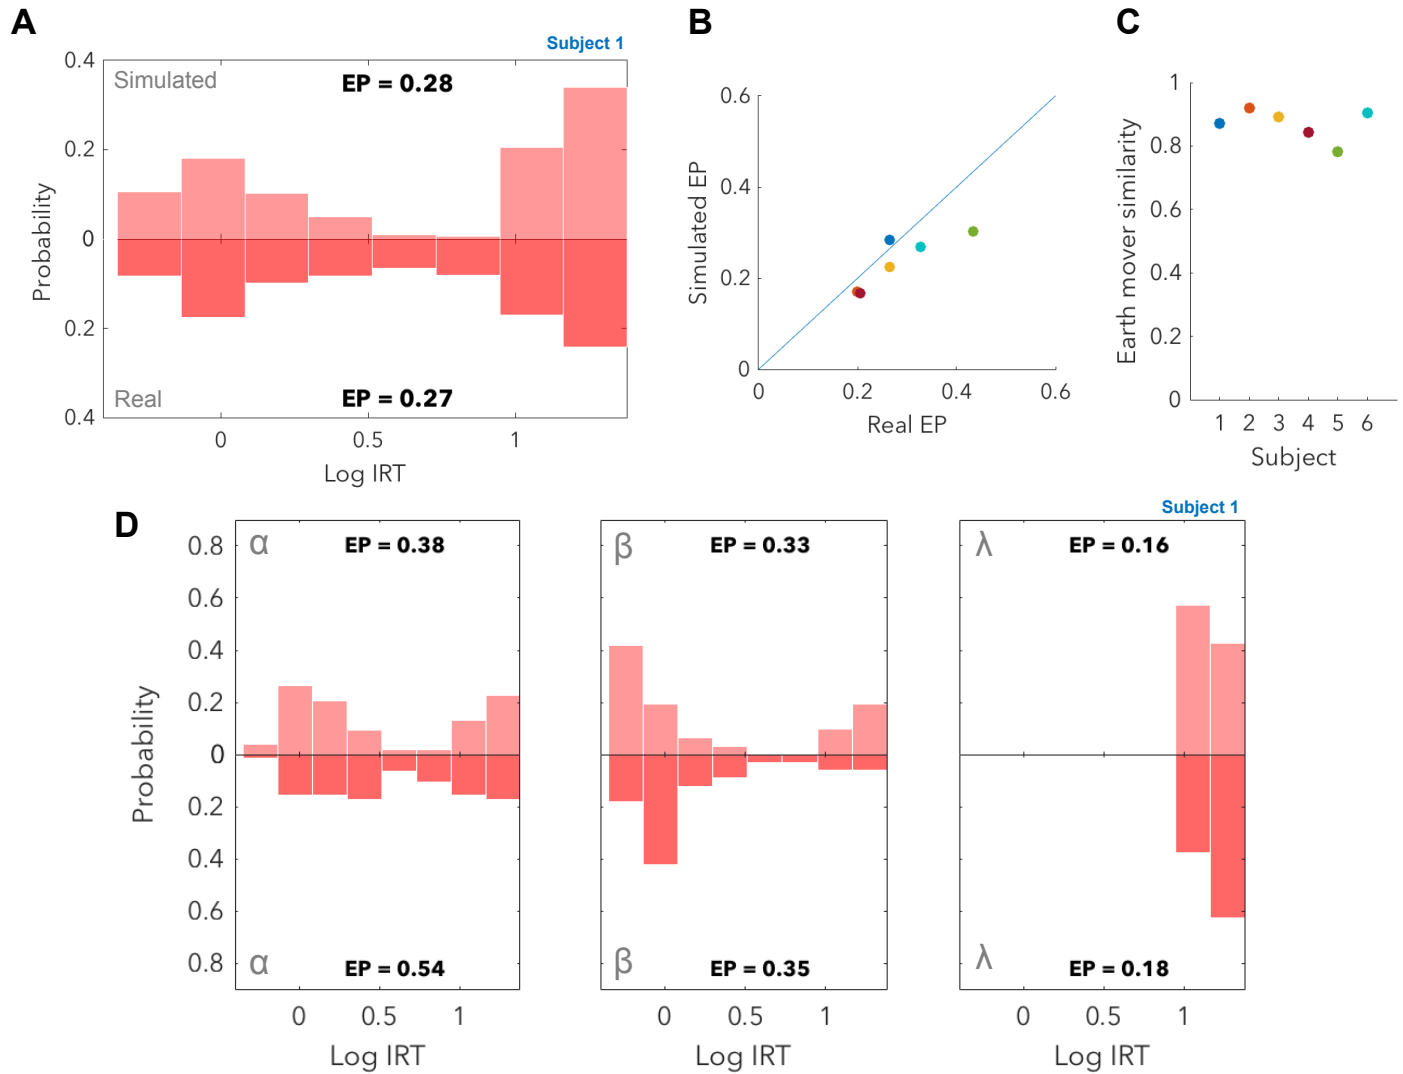 A
Subject 1
Simulated
EP = 0.28
0.4
0.2
0
0.2
0.4
Probability
Real
EP = 0.27
0
0.5
1
Log IRT
B
0.6
0.4
0.2
0
Simulated EP
0
0.2
0.4
0.6
Real EP
C
1
0.8
0.6
0.4
0.2
0
Earth mover similarity
1 2 3 4 5 6
Subject
D
Subject 1
α
EP = 0.38
β
EP = 0.33
λ
EP = 0.16
0.8
0.6
0.4
0.2
0
0.2
0.4
0.6
0.8
Probability
α
EP = 0.54
β
EP = 0.35
λ
EP = 0.18
0 0.5 1
0 0.5 1
0 0.5 1
Log IRT
Log IRT
Log IRT